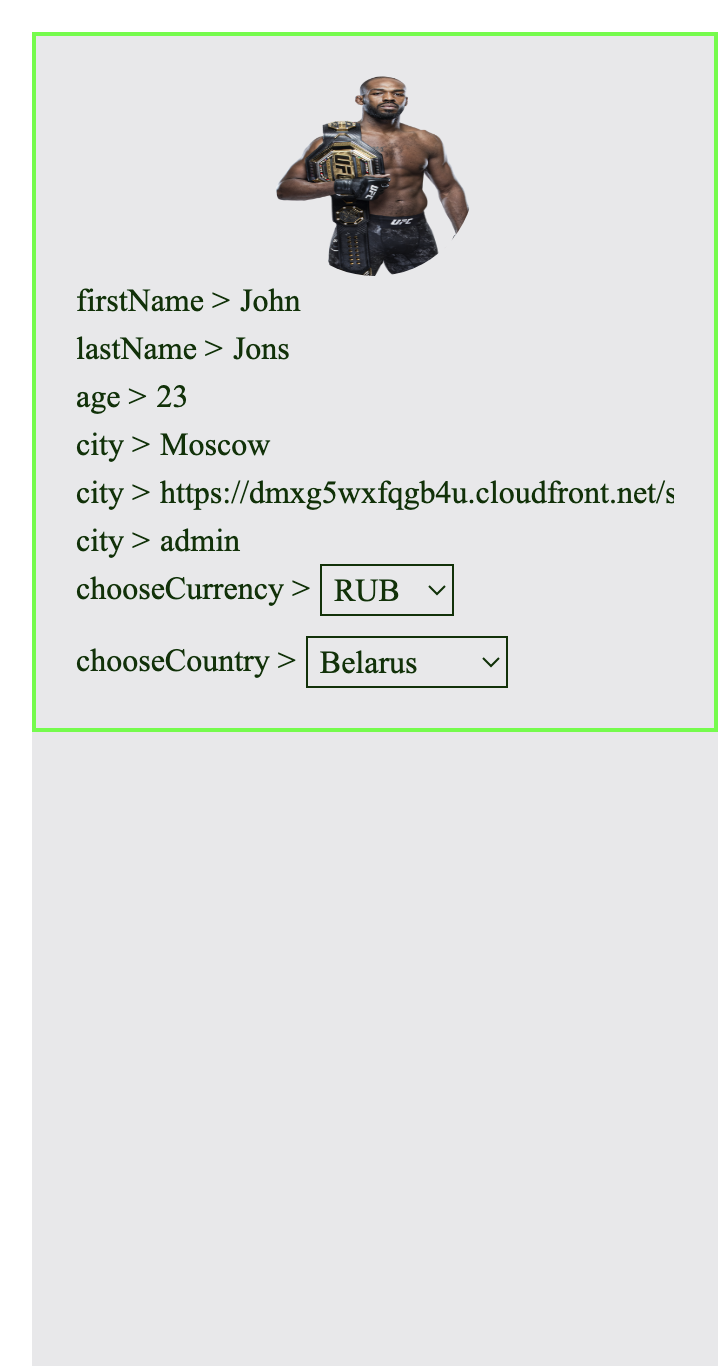 UFC
UFC
UFC
firstName > John
lastName > Jons
age > 23
city > Moscow
city > https://dmxg5wxfqgb4u.cloudfront.net/s
city > admin
chooseCurrency > RUB
chooseCountry > Belarus